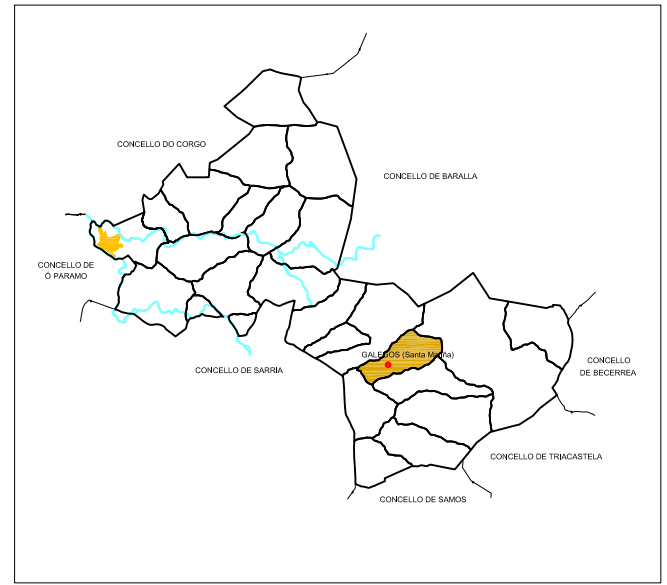 CONCELLO DO CORGO
CONCELLO DE BARALLA
CONCELLO DE
Ó PARAMO
GALEGOS (Santa Mariña)
CONCELLO
DE BECERREA
CONCELLO DE SARRIA
CONCELLO DE TRIACASTELA
CONCELLO DE SAMOS